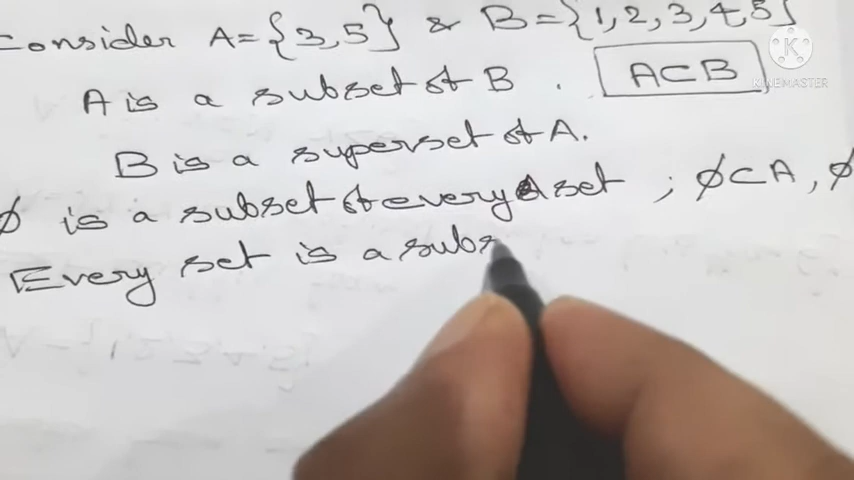 Consider A = {3, 5} & B = {1, 2, 3, 4, 5}
A is a subset of B . A⊂B
KINEMASTER
B is a superset of A.
ϕ is a subset of every set ; ϕ⊂A, ϕ
Every set is a subs